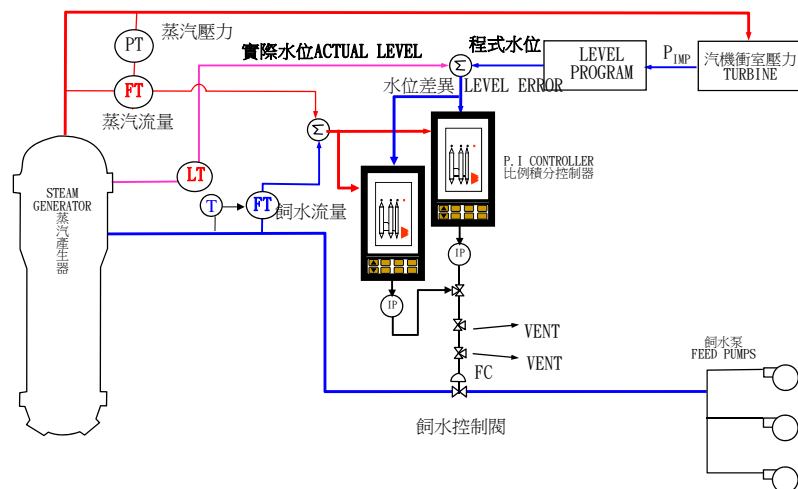 PT
蒸汽壓力
FT
蒸汽流量
實際水位ACTUAL LEVEL
Σ
程式水位
LEVEL
PROGRAM
P_IMP
汽機衝室壓力
TURBINE
水位差異 LEVEL ERROR
Σ
LT
P.I CONTROLLER
比例積分控制器
STEAM
GENERATOR
蒸汽產生器
T
FT
飼水流量
IP
IP
VENT
VENT
FC
飼水泵
FEED PUMPS
飼水控制閥